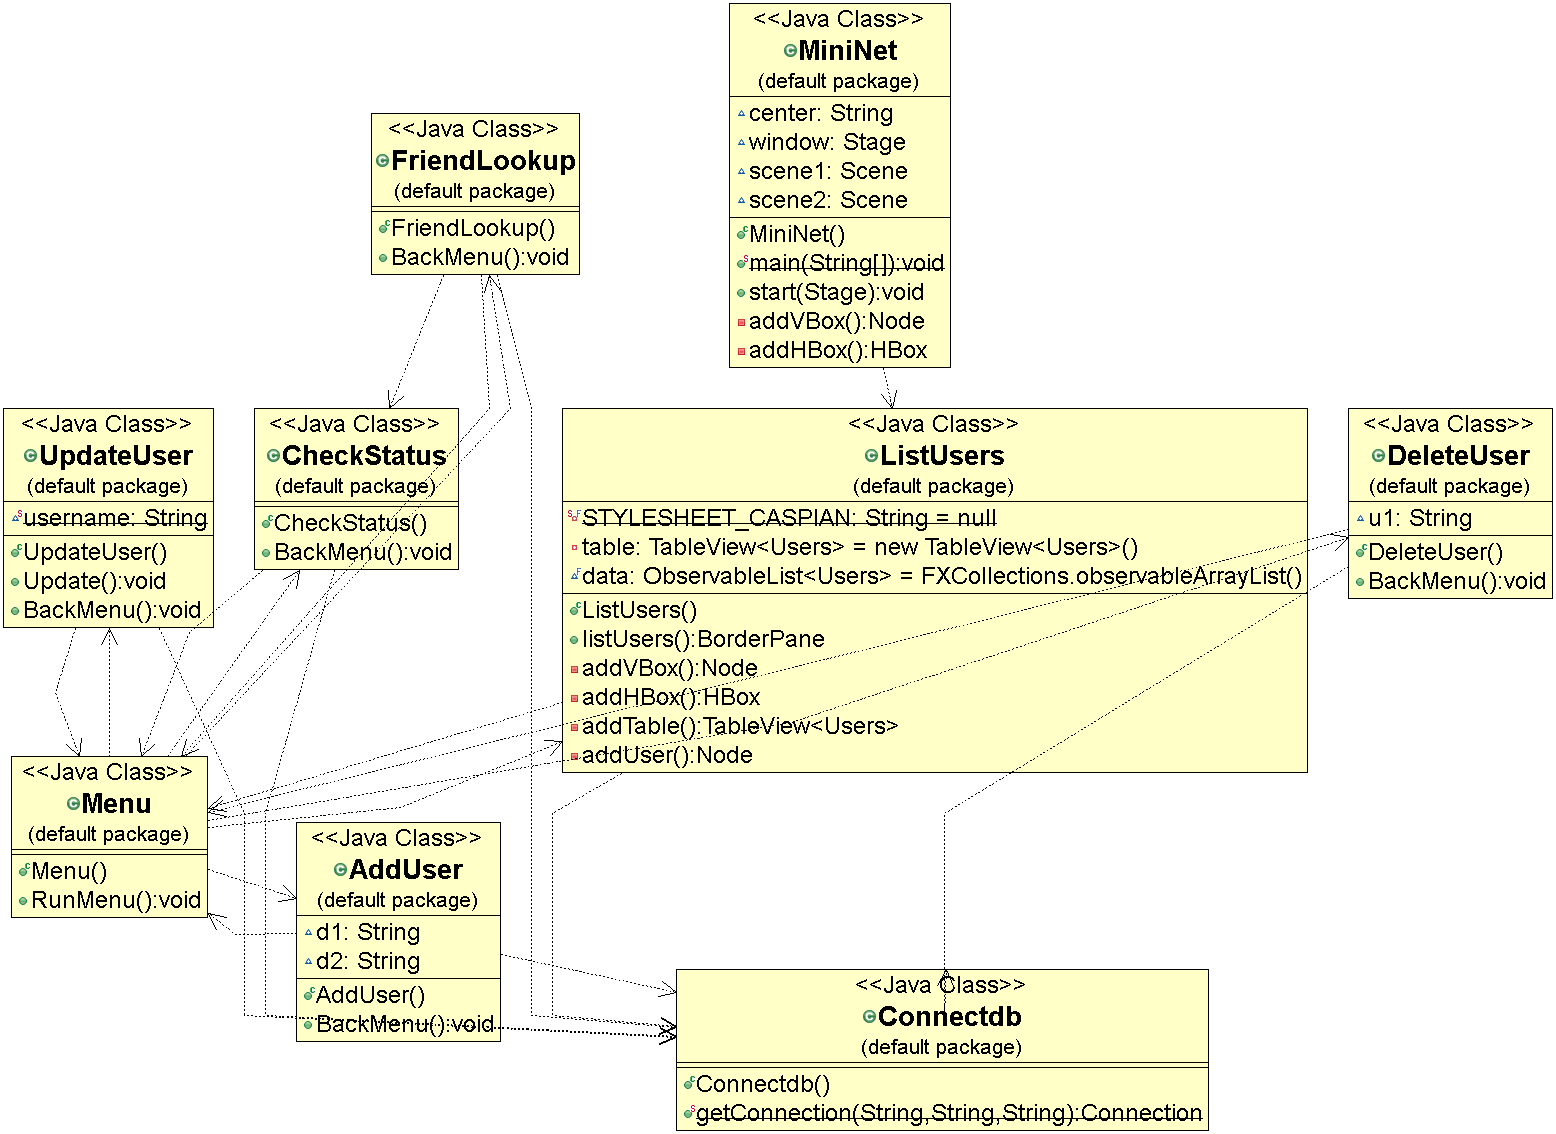 <<Java Class>>
MiniNet
(default package)
center: String
window: Stage
scene1: Scene
scene2: Scene
MiniNet()
main(String[]):void
start(Stage):void
addVBox():Node
addHBox():HBox
<<Java Class>>
FriendLookup
(default package)
FriendLookup()
BackMenu():void
<<Java Class>>
UpdateUser
(default package)
username: String
UpdateUser()
Update():void
BackMenu():void
<<Java Class>>
CheckStatus
(default package)
CheckStatus()
BackMenu():void
<<Java Class>>
ListUsers
(default package)
STYLESHEET_CASPIAN: String = null
table: TableView<Users> = new TableView<Users>()
data: ObservableList<Users> = FXCollections.observableArrayList()
ListUsers()
listUsers():BorderPane
addVBox():Node
addHBox():HBox
addTable():TableView<Users>
addUser():Node
<<Java Class>>
DeleteUser
(default package)
u1: String
DeleteUser()
BackMenu():void
<<Java Class>>
Menu
(default package)
Menu()
RunMenu():void
<<Java Class>>
AddUser
(default package)
d1: String
d2: String
AddUser()
BackMenu():void
<<Java Class>>
Connectdb
(default package)
Connectdb()
getConnection(String,String,String):Connection